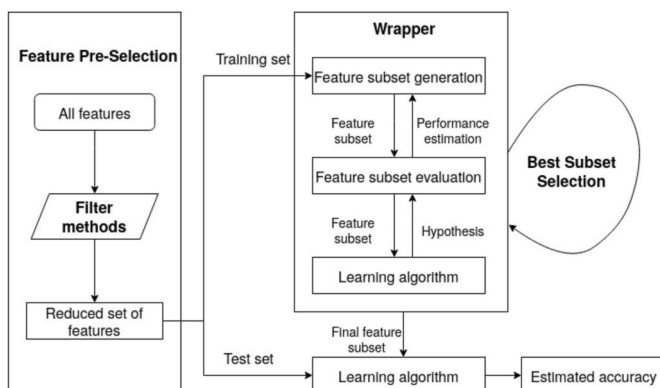 Feature Pre-Selection
All features
Filter
methods
Reduced set of
features
Training set
Test set
Wrapper
Feature subset generation
Feature
subset
Performance
estimation
Feature subset evaluation
Feature
subset
Hypothesis
Learning algorithm
Best Subset
Selection
Final feature
subset
Learning algorithm
Estimated accuracy